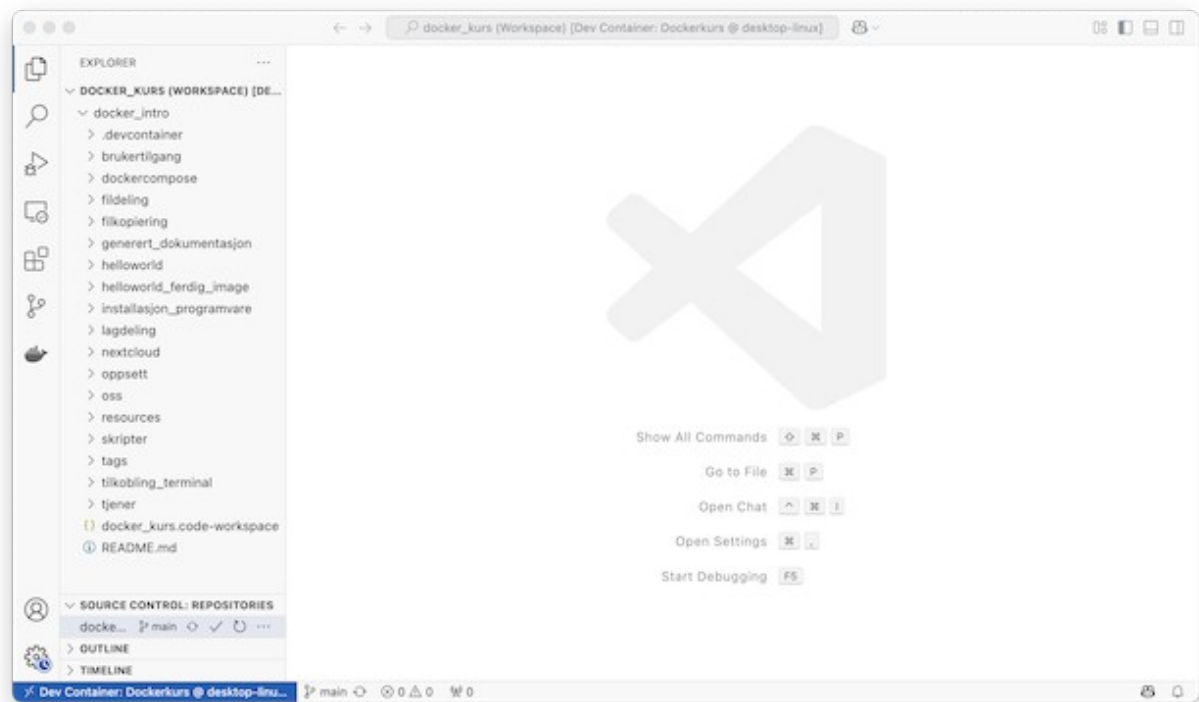 docker_kurs (Workspace) [Dev Container: Dockerkurs @ desktop-linux]
EXPLORER
DOCKER_KURS (WORKSPACE) [DE...
docker_intro
.devcontainer
brukertilgang
dockercompose
fildeling
filkopiering
generert_dokumentasjon
helloworld
helloworld_ferdig_image
installasjon_programvare
lagdeling
nextcloud
oppsett
oss
resources
skripter
tags
tilkobling_terminal
tjener
{} docker_kurs.code-workspace
README.md
SOURCE CONTROL: REPOSITORIES
docke... main
OUTLINE
TIMELINE
Show All Commands ⇧ ⌘ P
Go to File ⌘ P
Open Chat ^ ⌘ I
Open Settings ⌘ ,
Start Debugging F5
Dev Container: Dockerkurs @ desktop-linu... main 0 0 0